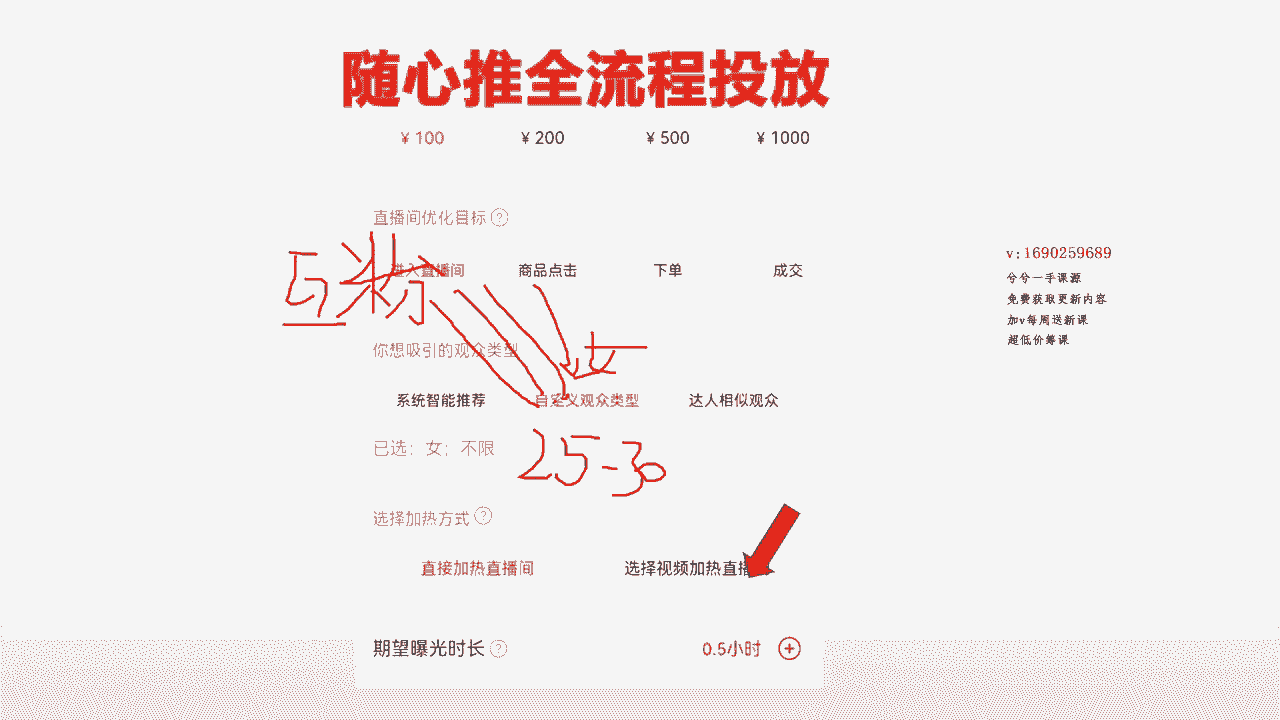 随心推全流程投放
¥ 100 ¥ 200 ¥ 500 ¥ 1000
直播间优化目标 ?
进入直播间 商品点击 下单 成交
你想吸引的观众类型
女
系统智能推荐 自定义观众类型 达人相似观众
已选：女；不限
25-30
选择加热方式 ?
直接加热直播间 选择视频加热直播
期望曝光时长 ? 0.5小时 +
v:1690259689
兮兮一手课源
免费获取更新内容
加v每周送新课
超低价筹课